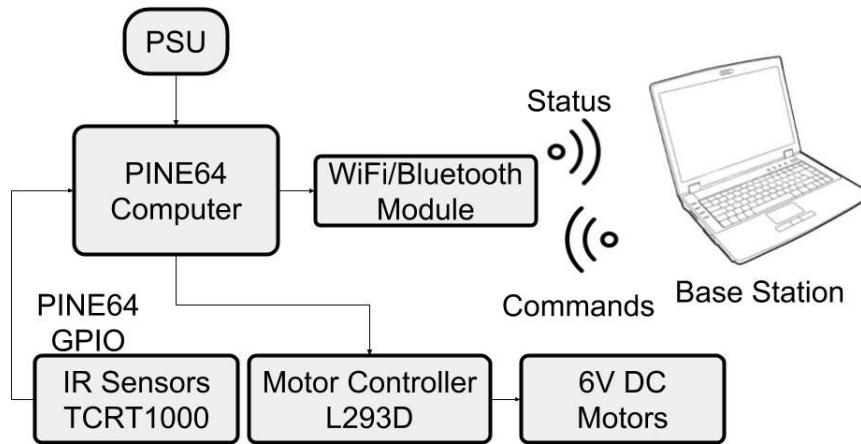 PSU
PINE64
Computer
WiFi/Bluetooth
Module
Status
Commands
Base Station
PINE64
GPIO
IR Sensors
TCRT1000
Motor Controller
L293D
6V DC
Motors